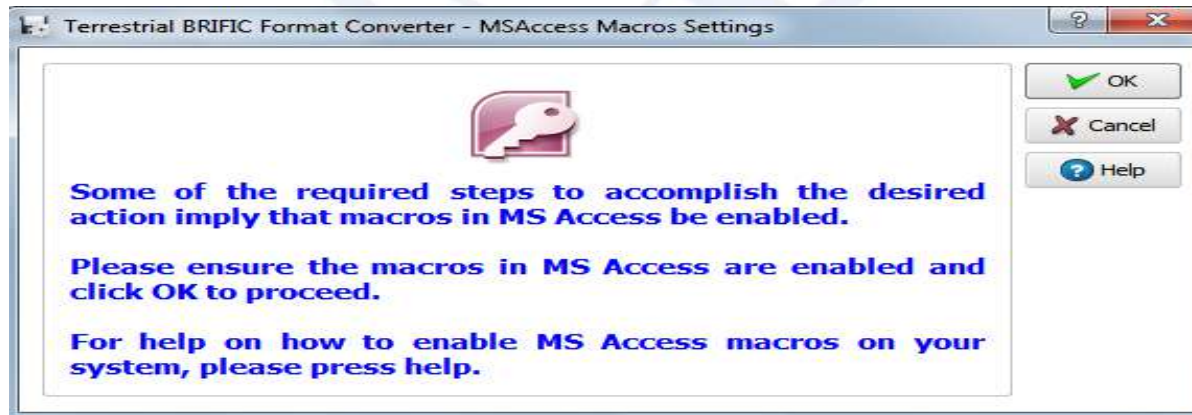 Terrestrial BRIFIC Format Converter - MSAccess Macros Settings
OK
Cancel
Help
Some of the required steps to accomplish the desired
action imply that macros in MS Access be enabled.
Please ensure the macros in MS Access are enabled and
click OK to proceed.
For help on how to enable MS Access macros on your
system, please press help.